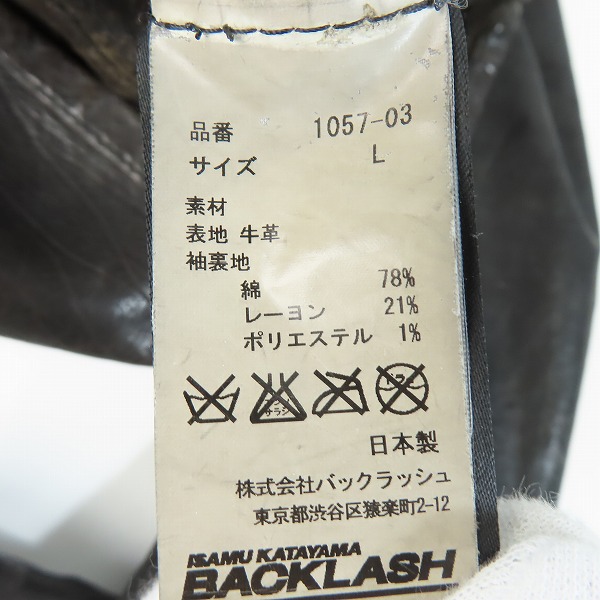 品番 1057-03
サイズ L
素材
表地 牛革
袖裏地
綿 78%
レーヨン 21%
ポリエステル 1%
日本製
株式会社バックラッシュ
東京都渋谷区猿楽町2-12
ISAMU KATAYAMA
BACKLASH